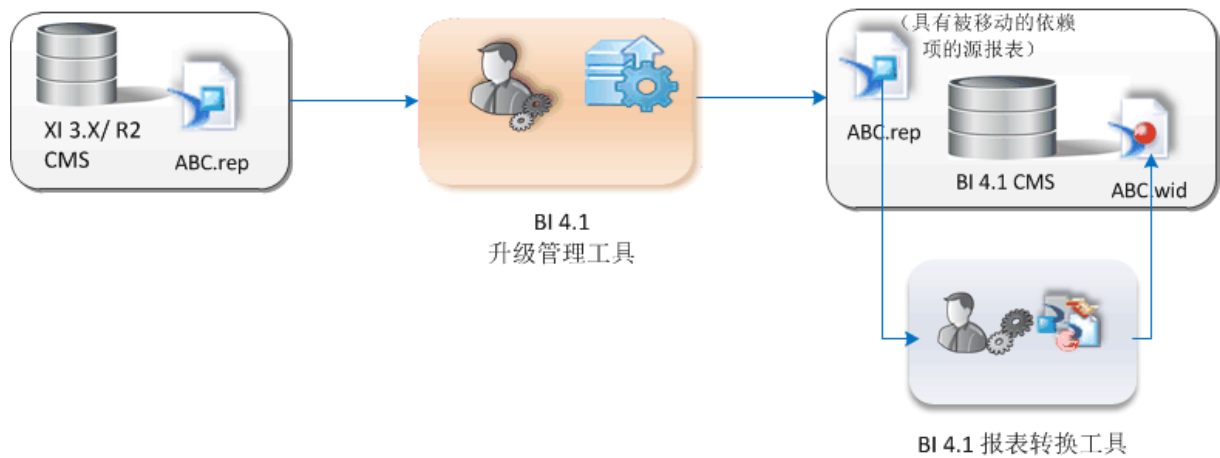 XI 3.X/ R2
CMS
ABC.rep
BI 4.1
升级管理工具
（具有被移动的依赖
项的源报表）
ABC.rep
BI 4.1 CMS
ABC.wid
BI 4.1 报表转换工具